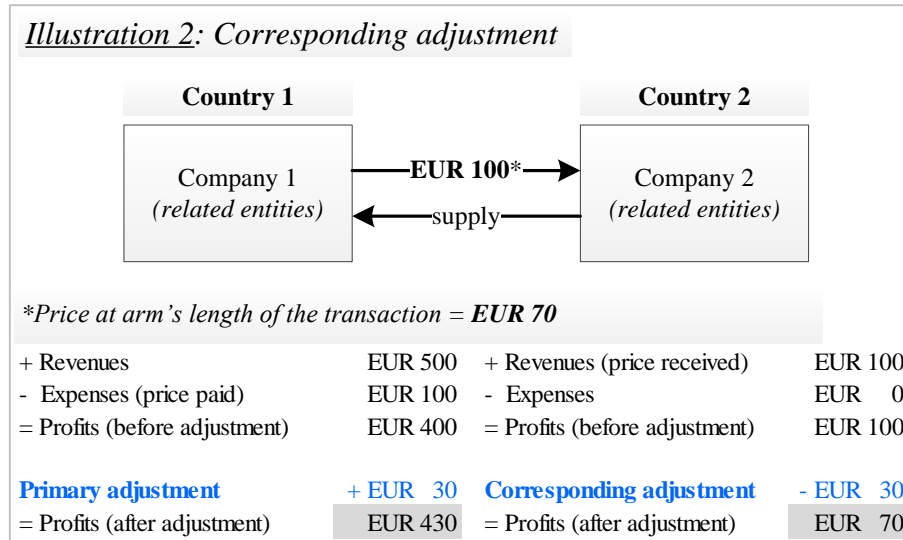 Illustration 2: Corresponding adjustment
Country 1 Country 2
Company 1 EUR 100* Company 2
(related entities) supply (related entities)
*Price at arm's length of the transaction = EUR 70
+ Revenues EUR 500 + Revenues (price received) EUR 100
- Expenses (price paid) EUR 100 - Expenses EUR 0
= Profits (before adjustment) EUR 400 = Profits (before adjustment) EUR 100
Primary adjustment + EUR 30 Corresponding adjustment - EUR 30
= Profits (after adjustment) EUR 430 = Profits (after adjustment) EUR 70